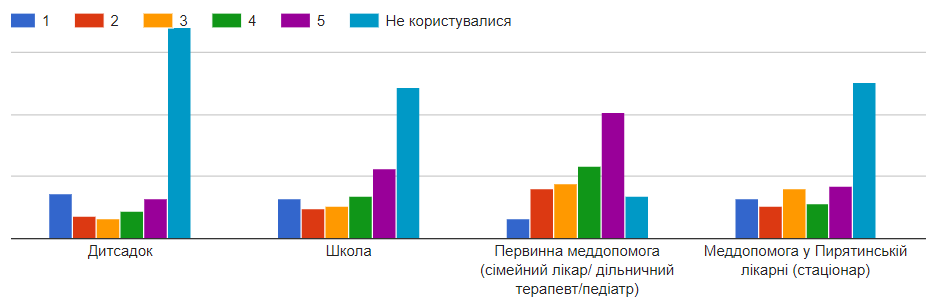 1 2 3 4 5 Не користувалися
Дитсадок
Школа
Первинна меддопомога
(сімейний лікар/ дільничний
терапевт/педіатр)
Меддопомога у Пирятинській
лікарні (стаціонар)